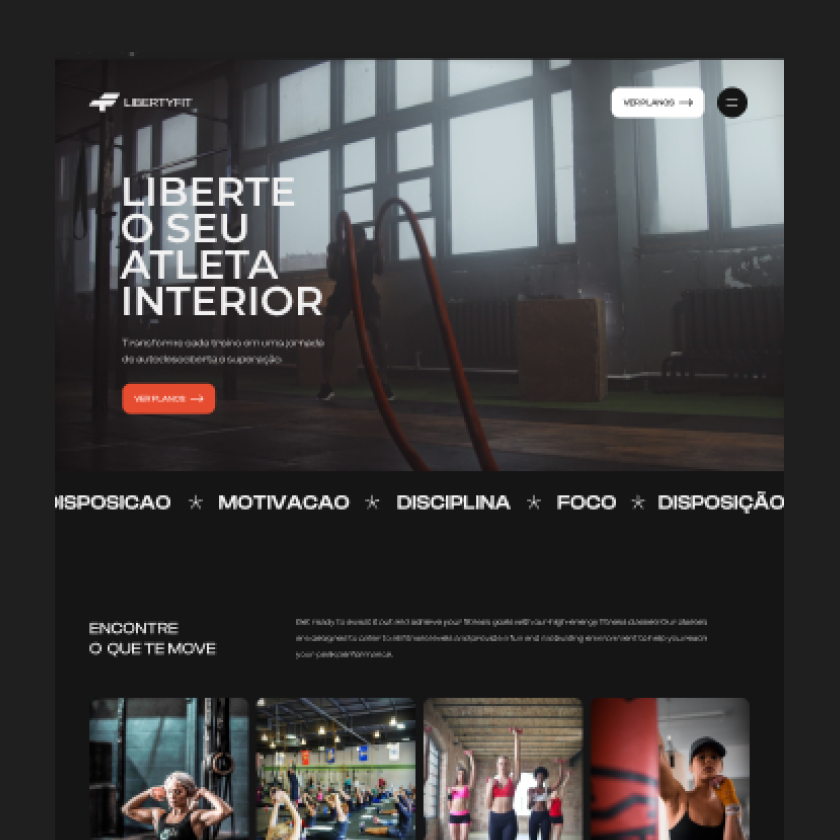 LIBERTYFIT
VER PLANOS
LIBERTE
O SEU
ATLETA
INTERIOR
Transforme cada treino em uma jornada
de autodescoberta e superação.
VER PLANOS
DISPOSICAO * MOTIVACAO * DISCIPLINA * FOCO * DISPOSIÇÃO
ENCONTRE
O QUE TE MOVE
Get ready to sweat it out and achieve your fitness goals with our high-energy fitness classes! Our classes
are designed to cater to all fitness levels and provide a fun and motivating environment to help you reach
your peak performance.